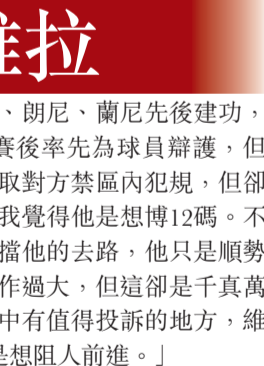 維拉
、朗尼、蘭尼先後建功，
賽後率先為球員辯護，但
取對方禁區內犯規，但卻
我覺得他是想博12碼。不
擋他的去路，他只是順勢
作過大，但這卻是千真萬
中有值得投訴的地方，維
是想阻人前進。」